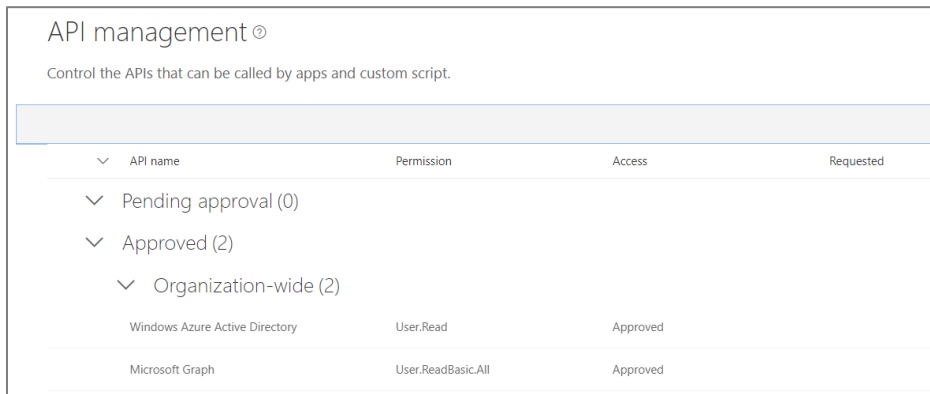 API management
Control the APIs that can be called by apps and custom script.
API name Permission Access Requested
Pending approval (0)
Approved (2)
Organization-wide (2)
Windows Azure Active Directory User.Read Approved
Microsoft Graph User.ReadBasic.All Approved